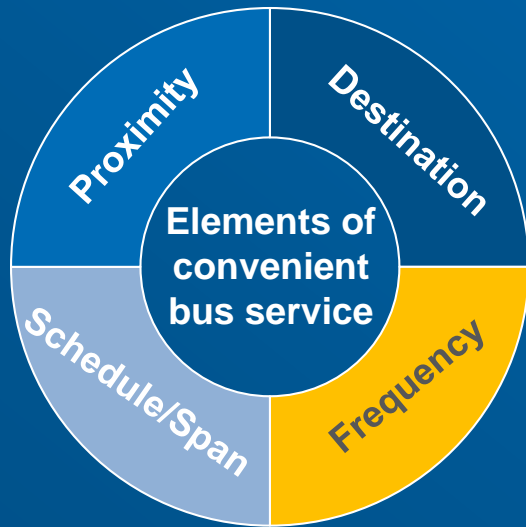 Proximity
Destination
Elements of
convenient
bus service
Schedule/Span
Frequency